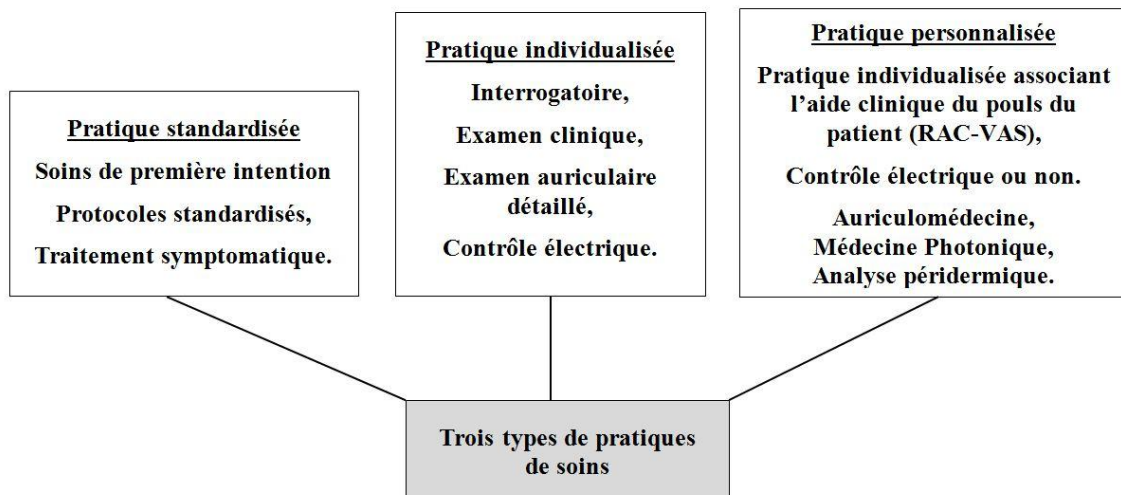 Pratique standardisée
Soins de première intention
Protocoles standardisés,
Traitement symptomatique.
Pratique individualisée
Interrogatoire,
Examen clinique,
Examen auriculaire
détaillé,
Contrôle électrique.
Pratique personnalisée
Pratique individualisée associant
l’aide clinique du pouls du
patient (RAC-VAS),
Contrôle électrique ou non.
Auriculomédecine,
Médecine Photonique,
Analyse péridermique.
Trois types de pratiques
de soins